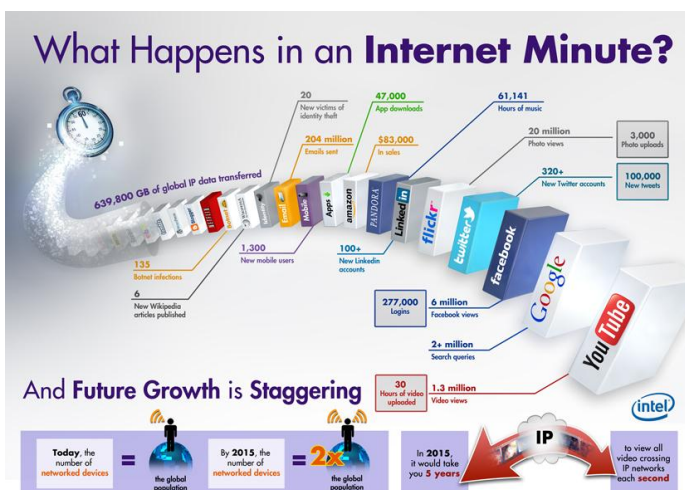 What Happens in an Internet Minute?
20
New victims of
identity theft
47,000
App downloads
61,141
Hours of music
204 million
Emails sent
$83,000
In sales
20 million
Photo views
3,000
Photo uploads
320+
New Twitter accounts
100,000
New tweets
639,800 GB of global IP data transferred
Email
Mobile
Apps
amazon
PANDORA
Linked in
flickr
twitter
facebook
Google
YouTube
135
Botnet infections
6
New Wikipedia
articles published
1,300
New mobile users
100+
New Linkedin
accounts
277,000
Logins
6 million
Facebook views
2+ million
Search queries
30
Hours of video
uploaded
1.3 million
Video views
intel
And Future Growth is Staggering
Today, the
number of
networked devices
=
the global
population
By 2015, the
number of
networked devices
=
2x
the global
population
In 2015,
it would take
you 5 years
IP
to view all
video crossing
IP networks
each second